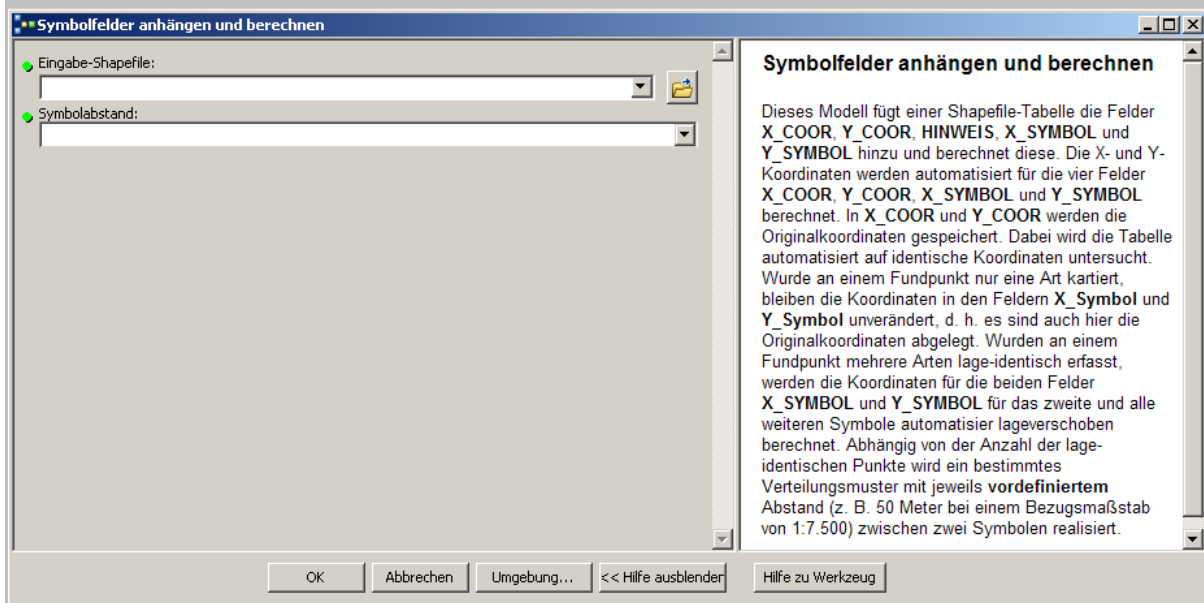 Symbolfelder anhängen und berechnen
Eingabe-Shapefile:
Symbolabstand:
Symbolfelder anhängen und berechnen
Dieses Modell fügt einer Shapefile-Tabelle die Felder
X_COOR, Y_COOR, HINWEIS, X_SYMBOL und
Y_SYMBOL hinzu und berechnet diese. Die X- und Y-
Koordinaten werden automatisiert für die vier Felder
X_COOR, Y_COOR, X_SYMBOL und Y_SYMBOL
berechnet. In X_COOR und Y_COOR werden die
Originalkoordinaten gespeichert. Dabei wird die Tabelle
automatisiert auf identische Koordinaten untersucht.
Wurde an einem Fundpunkt nur eine Art kartiert,
bleiben die Koordinaten in den Feldern X_Symbol und
Y_Symbol unverändert, d. h. es sind auch hier die
Originalkoordinaten abgelegt. Wurden an einem
Fundpunkt mehrere Arten lage-identisch erfasst,
werden die Koordinaten für die beiden Felder
X_SYMBOL und Y_SYMBOL für das zweite und alle
weiteren Symbole automatisier lageverschoben
berechnet. Abhängig von der Anzahl der lage-
identischen Punkte wird ein bestimmtes
Verteilungsmuster mit jeweils vordefiniertem
Abstand (z. B. 50 Meter bei einem Bezugsmaßstab
von 1:7.500) zwischen zwei Symbolen realisiert.
OK
Abbrechen
Umgebung...
<< Hilfe ausblenden
Hilfe zu Werkzeug